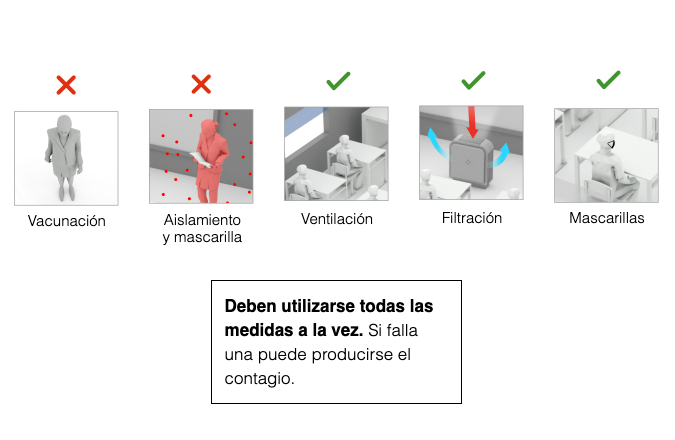 Vacunación
Aislamiento
y mascarilla
Ventilación
Filtración
Mascarillas
Deben utilizarse todas las
medidas a la vez. Si falla
una puede producirse el
contagio.